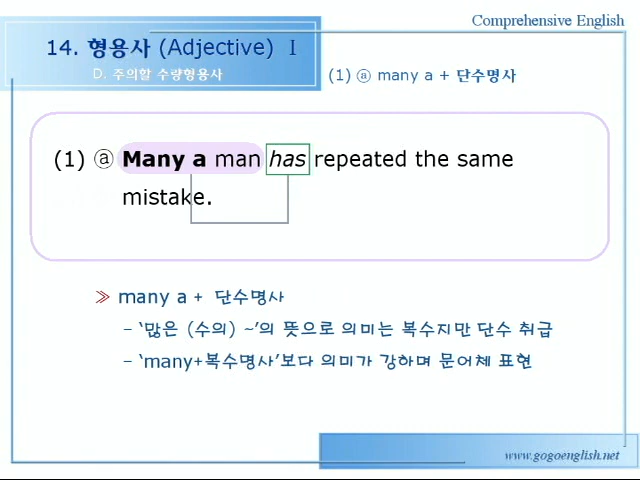 Comprehensive English
14. 형용사 (Adjective) Ⅰ
D. 주의할 수량형용사
(1) ⓐ many a + 단수명사
(1) ⓐ Many a man has repeated the same
mistake.
≫ many a + 단수명사
- ‘많은 (수의) ~’의 뜻으로 의미는 복수지만 단수 취급
- ‘many+복수명사’보다 의미가 강하며 문어체 표현
www.gogoenglish.net